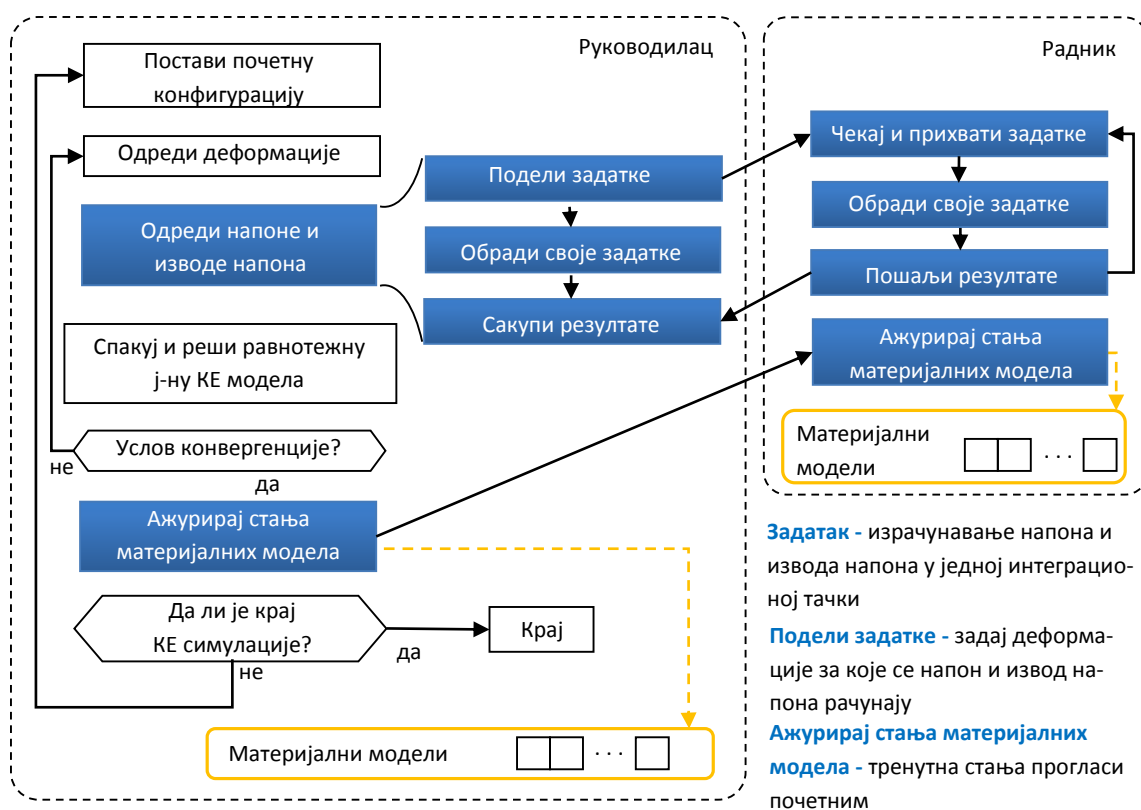 Руководилац
Постави почетну
конфигурацију
Одреди деформације
Одреди напоне и
изводе напона
Подели задатке
Обради своје задатке
Сакупи резултате
Спакуј и реши равнотежну
ј-ну КЕ модела
Услов конвергенције?
не
да
Ажурирај стања
материјалних модела
Да ли је крај
КЕ симулације?
да
не
Крај
Материјални модели
. . .
Радник
Чекај и прихвати задатке
Обради своје задатке
Пошаљи резултате
Ажурирај стања
материјалних модела
Материјални
модели
. . .
Задатак - израчунавање напона и
извода напона у једној интеграцио-
ној тачки
Подели задатке - задај деформа-
ције за које се напон и извод на-
пона рачунају
Ажурирај стања материјалних
модела - тренутна стања прогласи
почетним